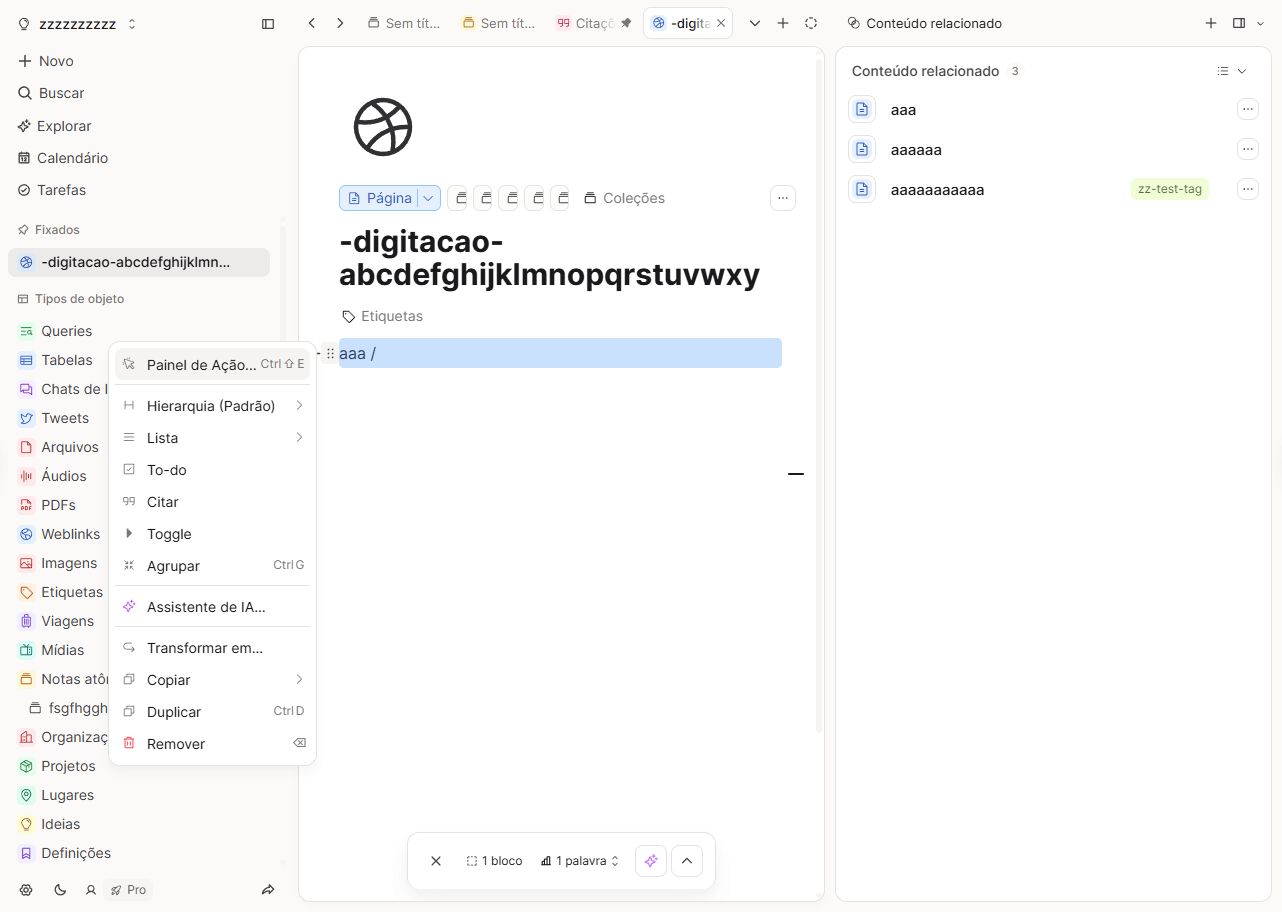 zzzzzzzzzz
Novo
Buscar
Explorar
Calendário
Tarefas
Fixados
-digitacao-abcdefghijklmn...
Tipos de objeto
Queries
Tabelas
Chats de I
Tweets
Arquivos
Áudios
PDFs
Weblinks
Imagens
Etiquetas
Viagens
Mídias
Notas atôn
fsgfhggh
Organizaç
Projetos
Lugares
Ideias
Definições
Pro
Painel de Ação... Ctrl ⇧ E
Hierarquia (Padrão)
Lista
To-do
Citar
Toggle
Agrupar Ctrl G
Assistente de IA...
Transformar em...
Copiar
Duplicar Ctrl D
Remover
Sem tít... Sem tít... Citaçõ -digita
Página Coleções
-digitacao-
abcdefghijklmnopqrstuvwxy
Etiquetas
aaa /
1 bloco 1 palavra
Conteúdo relacionado
Conteúdo relacionado 3
aaa
aaaaaa
aaaaaaaaaaa zz-test-tag